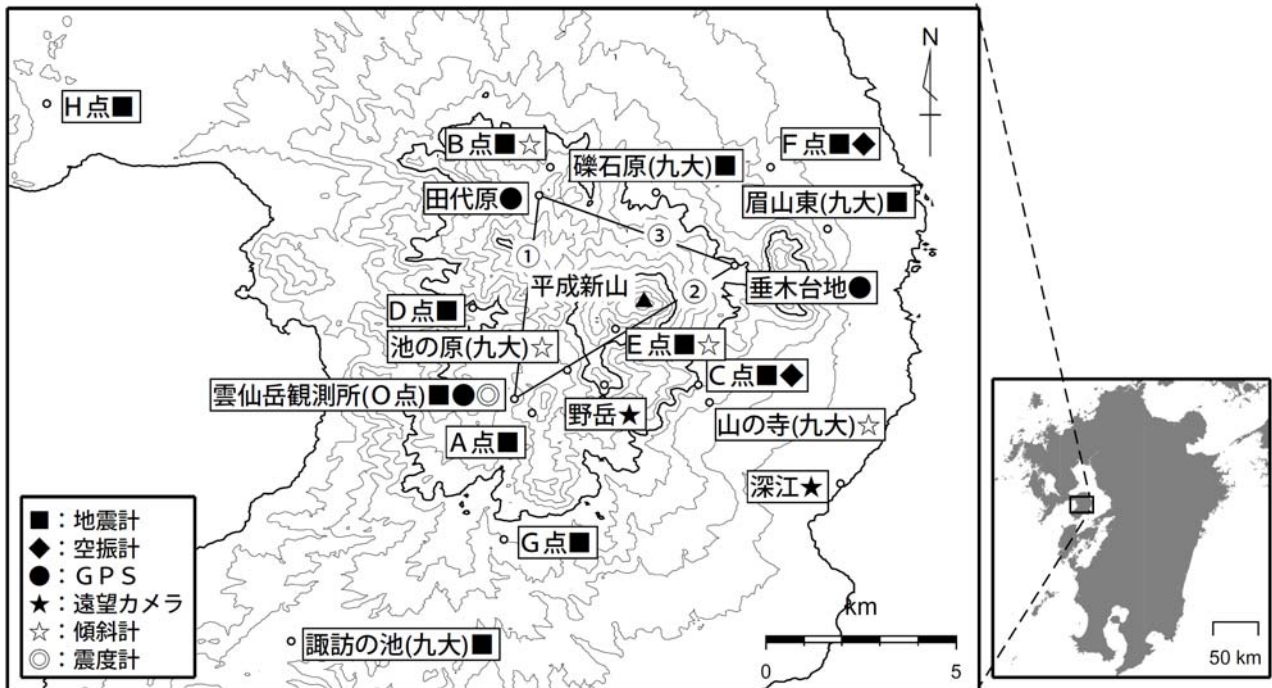 N
H点■
B点■☆
礫石原(九大)■
F点■◆
田代原●
眉山東(九大)■
③
①
平成新山
②
垂木台地●
D点■
池の原(九大)☆
E点■☆
雲仙岳観測所(O点)■●◎
C点■◆
野岳★
山の寺(九大)☆
A点■
深江★
G点■
諏訪の池(九大)■
■:地震計
◆:空振計
●:GPS
★:遠望カメラ
☆:傾斜計
◎:震度計
km
0 5
50 km